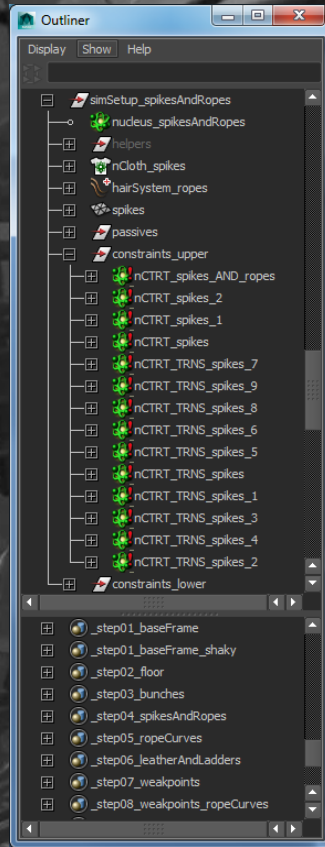 Outliner
Display Show Help
simSetup_spikesAndRopes
nucleus_spikesAndRopes
helpers
nCloth_spikes
hairSystem_ropes
spikes
passives
constraints_upper
nCTRT_spikes_AND_ropes
nCTRT_spikes_2
nCTRT_spikes_1
nCTRT_spikes
nCTRT_TRNS_spikes_7
nCTRT_TRNS_spikes_9
nCTRT_TRNS_spikes_8
nCTRT_TRNS_spikes_6
nCTRT_TRNS_spikes_5
nCTRT_TRNS_spikes
nCTRT_TRNS_spikes_1
nCTRT_TRNS_spikes_3
nCTRT_TRNS_spikes_4
nCTRT_TRNS_spikes_2
constraints_lower
_step01_baseFrame
_step01_baseFrame_shaky
_step02_floor
_step03_bunches
_step04_spikesAndRopes
_step05_ropeCurves
_step06_leatherAndLadders
_step07_weakpoints
_step08_weakpoints_ropeCurves